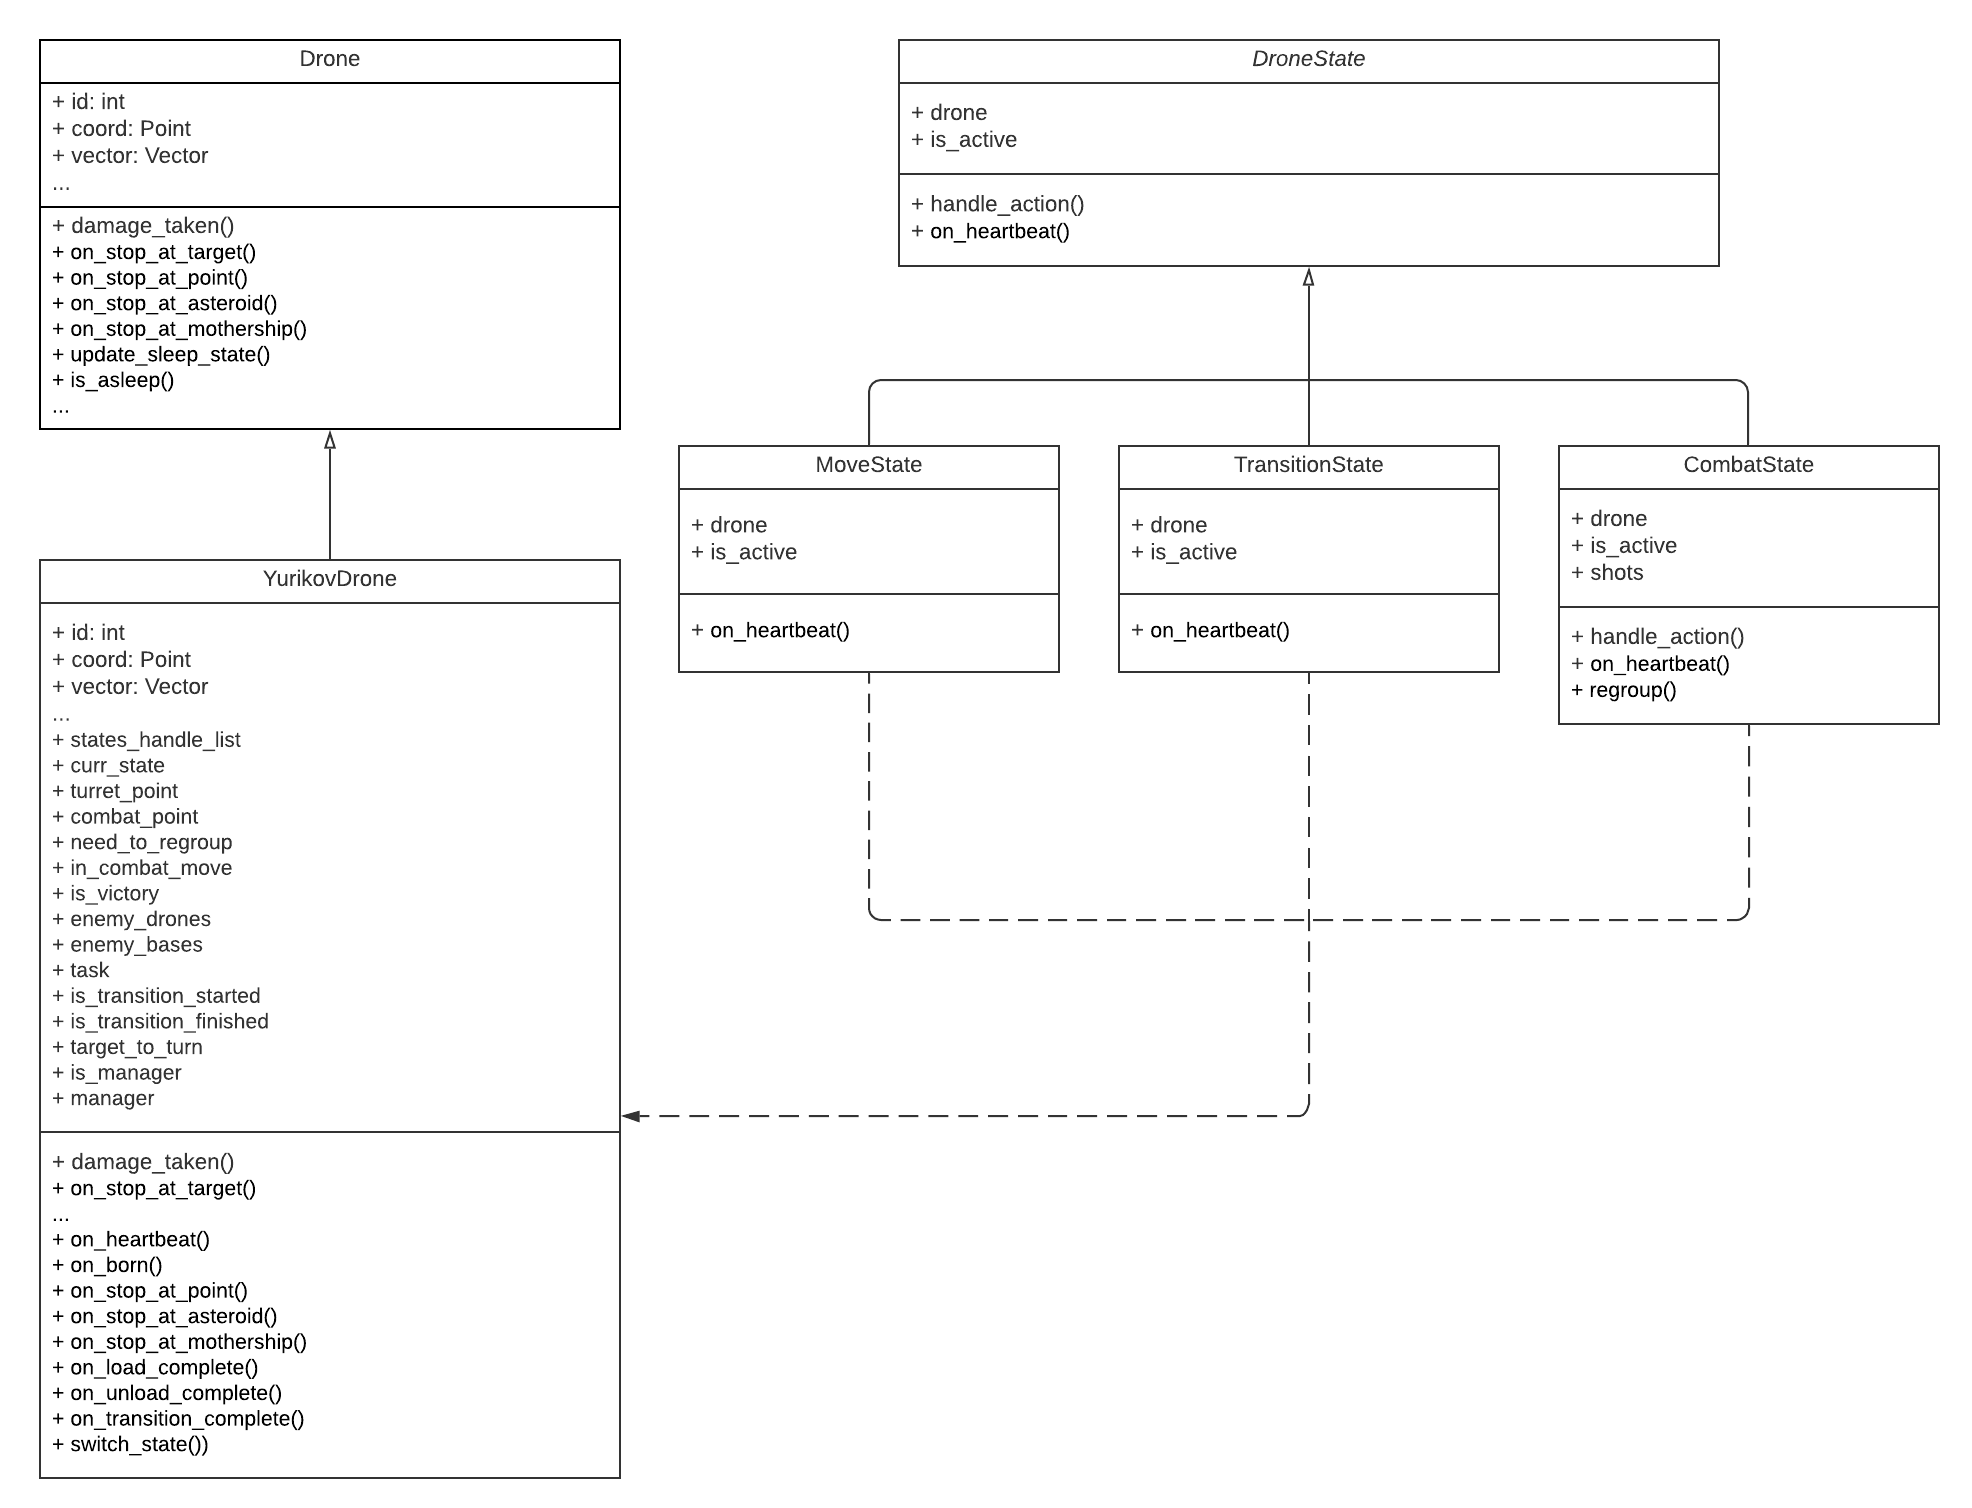 Drone
+ id: int
+ coord: Point
+ vector: Vector
...
+ damage_taken()
+ on_stop_at_target()
+ on_stop_at_point()
+ on_stop_at_asteroid()
+ on_stop_at_mothership()
+ update_sleep_state()
+ is_asleep()
...
YurikovDrone
+ id: int
+ coord: Point
+ vector: Vector
...
+ states_handle_list
+ curr_state
+ turret_point
+ combat_point
+ need_to_regroup
+ in_combat_move
+ is_victory
+ enemy_drones
+ enemy_bases
+ task
+ is_transition_started
+ is_transition_finished
+ target_to_turn
+ is_manager
+ manager
+ damage_taken()
+ on_stop_at_target()
...
+ on_heartbeat()
+ on_born()
+ on_stop_at_point()
+ on_stop_at_asteroid()
+ on_stop_at_mothership()
+ on_load_complete()
+ on_unload_complete()
+ on_transition_complete()
+ switch_state())
DroneState
+ drone
+ is_active
+ handle_action()
+ on_heartbeat()
MoveState
+ drone
+ is_active
+ on_heartbeat()
TransitionState
+ drone
+ is_active
+ on_heartbeat()
CombatState
+ drone
+ is_active
+ shots
+ handle_action()
+ on_heartbeat()
+ regroup()